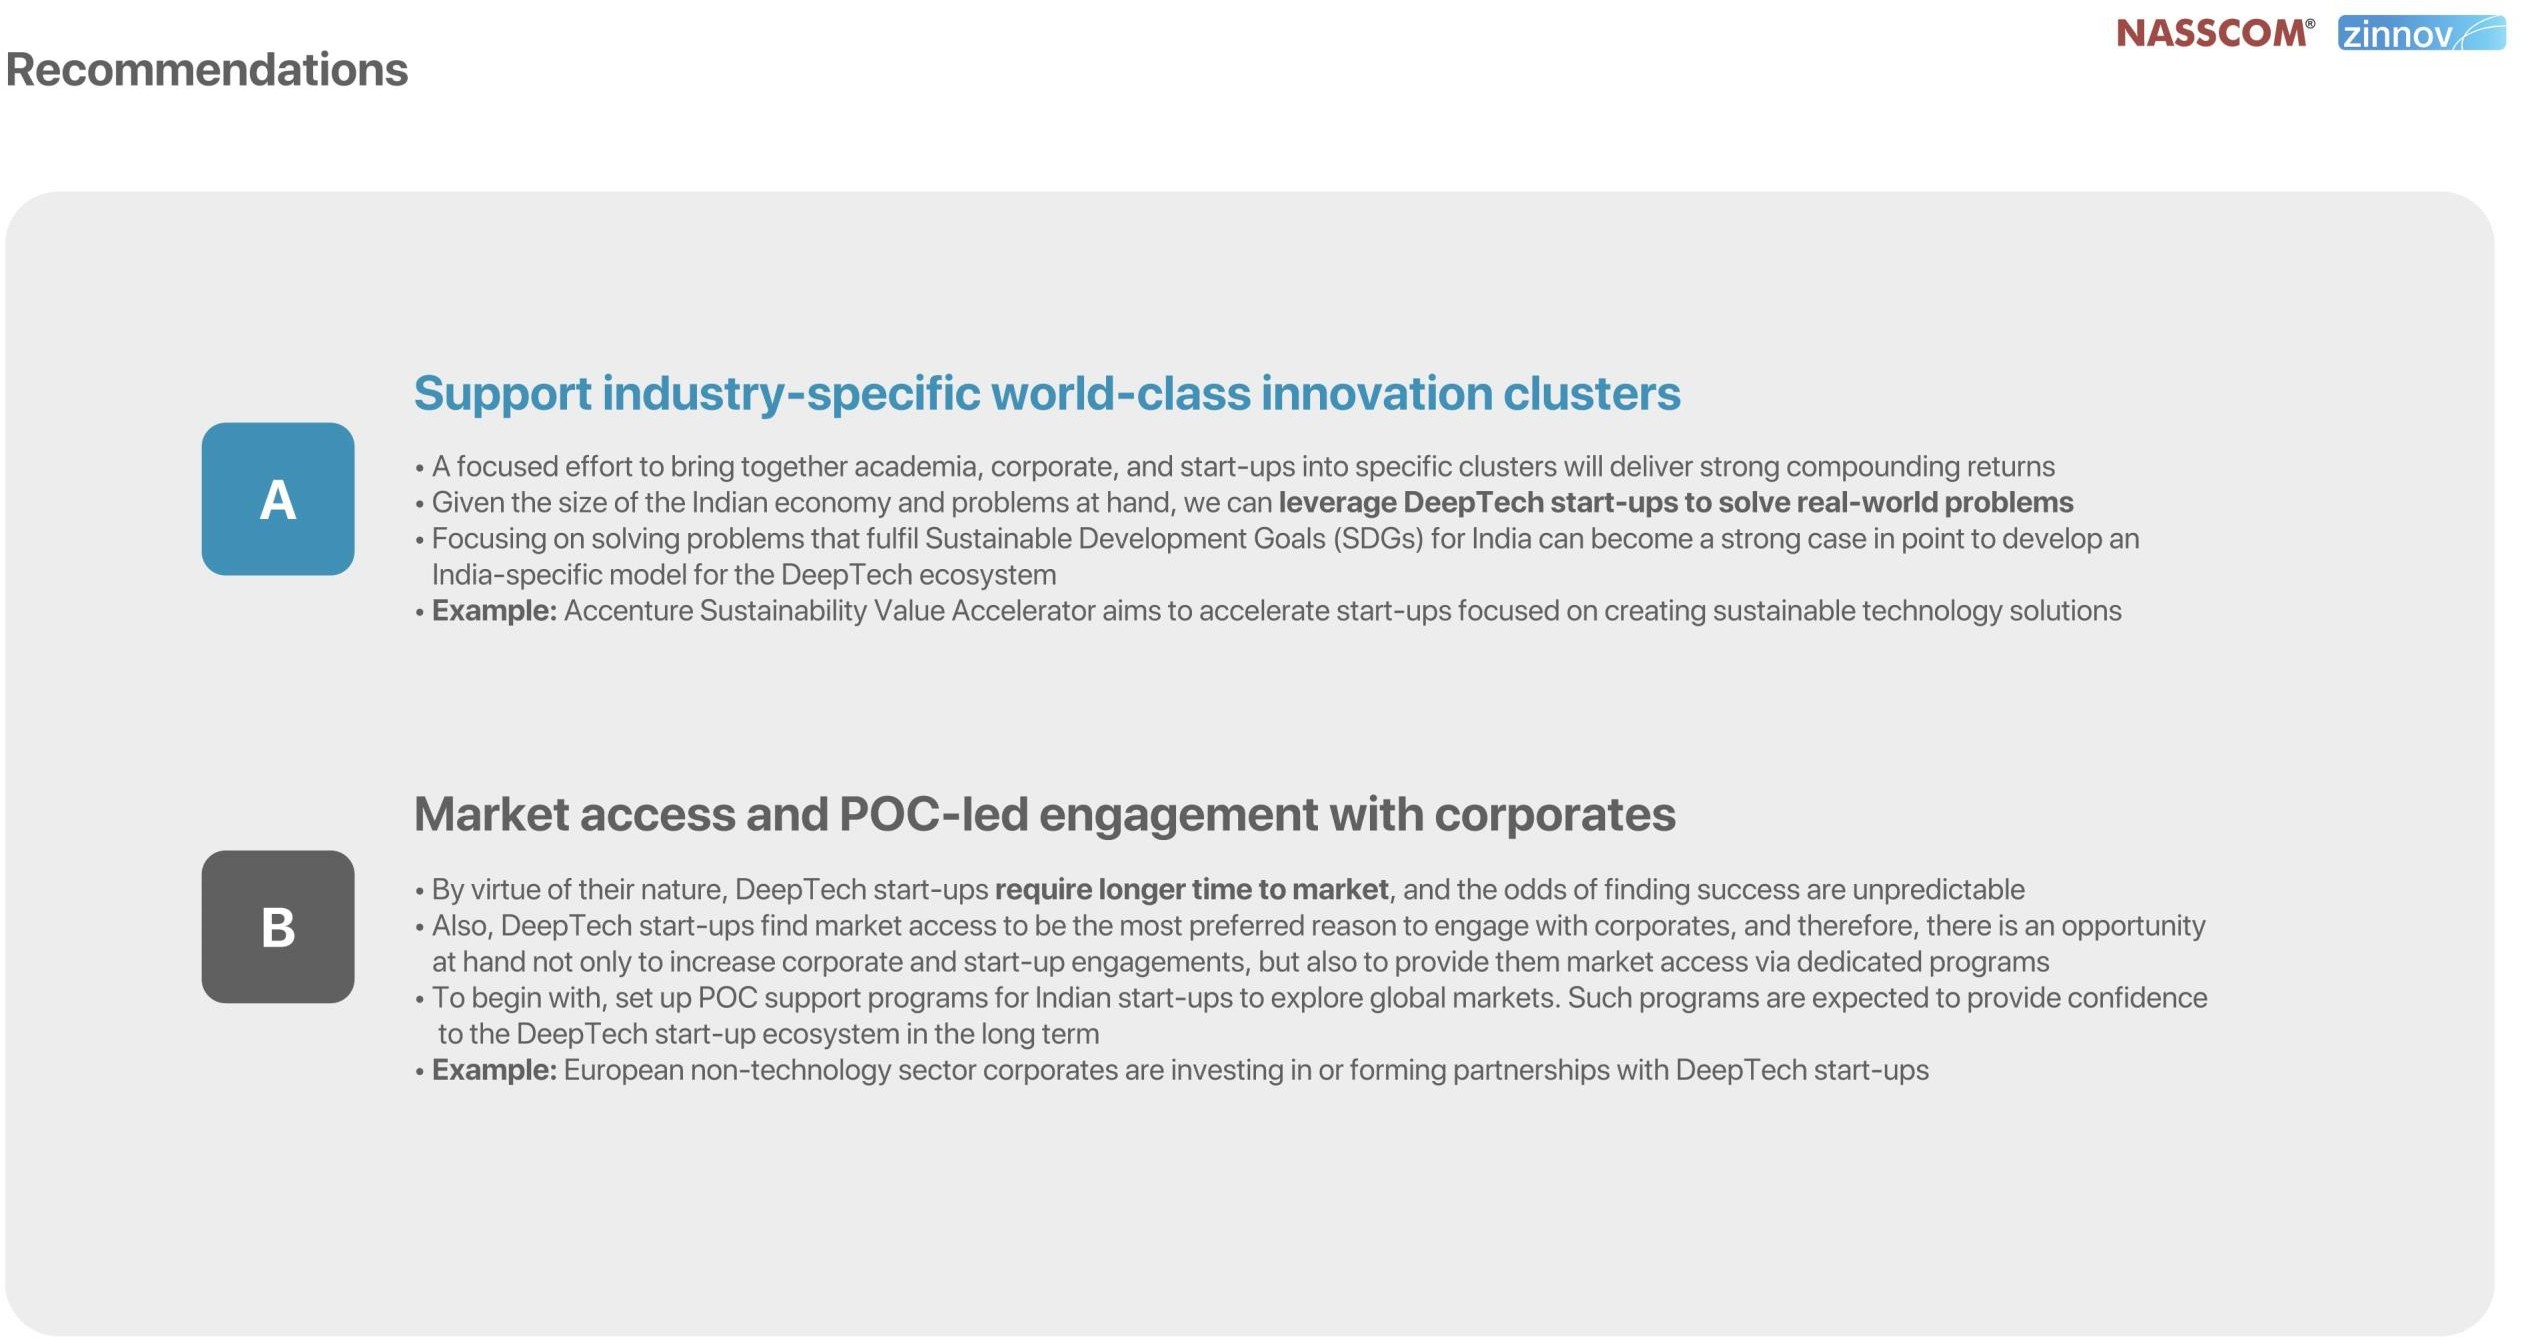 NASSCOM® zinnov
Recommendations
Support industry-specific world-class innovation clusters
A
• A focused effort to bring together academia, corporate, and start-ups into specific clusters will deliver strong compounding returns
• Given the size of the Indian economy and problems at hand, we can leverage DeepTech start-ups to solve real-world problems
• Focusing on solving problems that fulfil Sustainable Development Goals (SDGs) for India can become a strong case in point to develop an
India-specific model for the DeepTech ecosystem
• Example: Accenture Sustainability Value Accelerator aims to accelerate start-ups focused on creating sustainable technology solutions
Market access and POC-led engagement with corporates
B
• By virtue of their nature, DeepTech start-ups require longer time to market, and the odds of finding success are unpredictable
• Also, DeepTech start-ups find market access to be the most preferred reason to engage with corporates, and therefore, there is an opportunity
at hand not only to increase corporate and start-up engagements, but also to provide them market access via dedicated programs
• To begin with, set up POC support programs for Indian start-ups to explore global markets. Such programs are expected to provide confidence
to the DeepTech start-up ecosystem in the long term
• Example: European non-technology sector corporates are investing in or forming partnerships with DeepTech start-ups